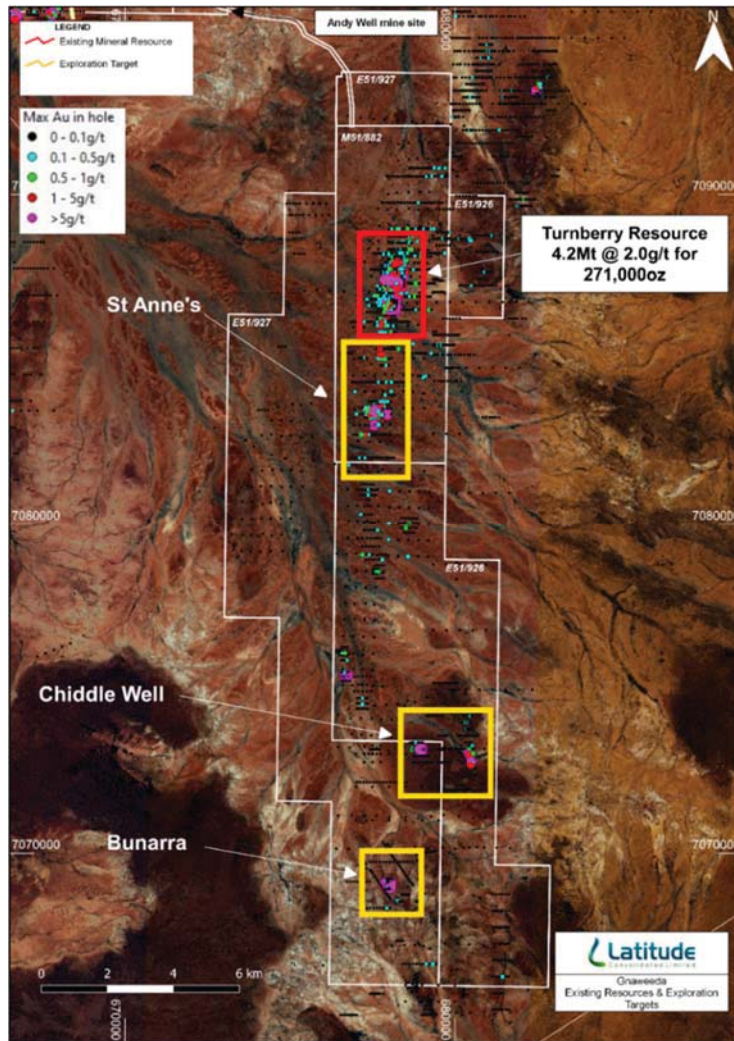 Andy Well mine site
N
LEGEND
Existing Mineral Resource
Exploration Target
680000
E51/927
Max Au in hole
0 - 0.1g/t
0.1 - 0.5g/t
0.5 - 1g/t
1 - 5g/t
>5g/t
M51/882
7090000
E51/926
Turnberry Resource
4.2Mt @ 2.0g/t for
271,000oz
St Anne's
E51/927
7080000
7080000
E51/926
Chiddle Well
Bunarra
7070000
7070000
0 2 4 6 km
670000
680000
Latitude
Consolidated Limited
Gnaweeda
Existing Resources & Exploration
Targets